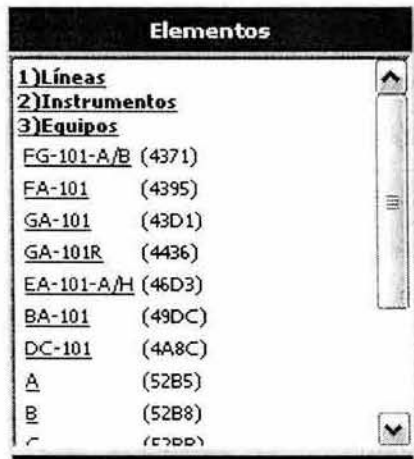 Elementos
1)Líneas
2)Instrumentos
3)Equipos
FG-101-A/B (4371)
FA-101 (4395)
GA-101 (43D1)
GA-101R (4436)
EA-101-A/H (46D3)
BA-101 (49DC)
DC-101 (4A8C)
A (52B5)
B (52B8)